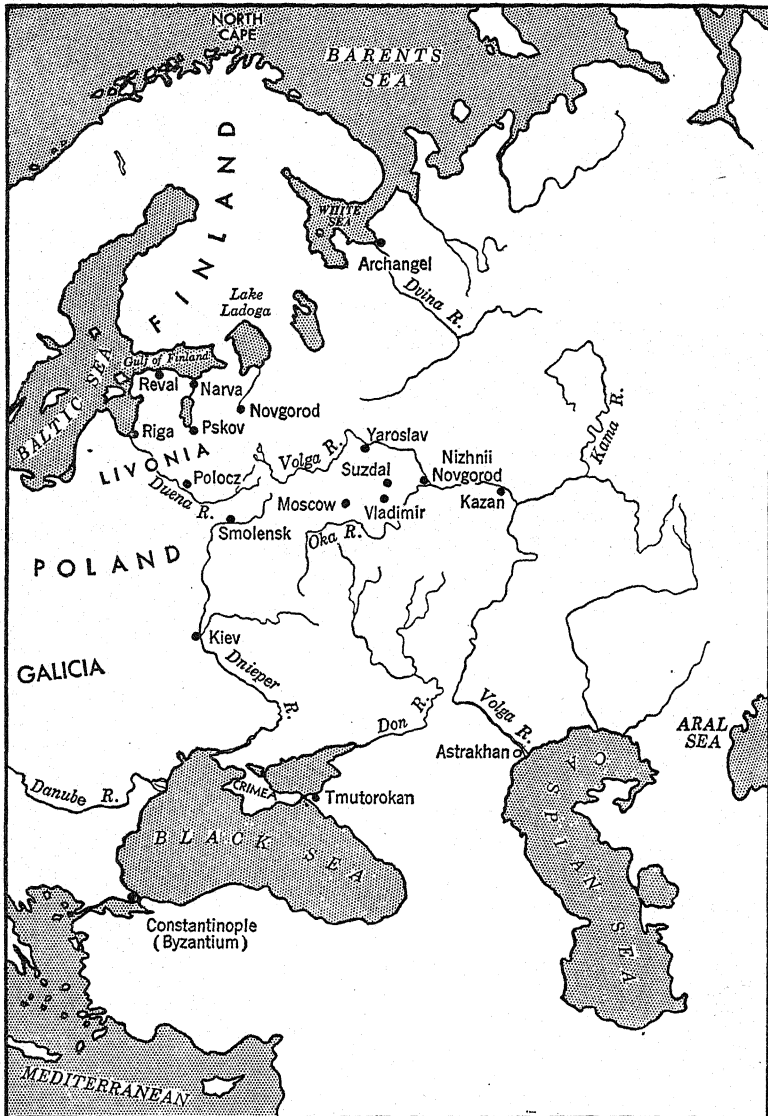 NORTH
CAPE
BARENTS
SEA
FINLAND
WHITE
SEA
Archangel
Dvina R.
Lake
Ladoga
Gulf of Finland
BALTIC SEA
Reval
Narva
Novgorod
Riga
Pskov
LIVONIA
Polocz
Duena R.
Volga R.
Yaroslav
Suzdal
Nizhnii
Novgorod
Kama R.
Kazan
Moscow
Vladimir
Smolensk
Oka R.
POLAND
Kiev
GALICIA
Dnieper R.
Don R.
Volga R.
Astrakhan
ARAL
SEA
CASPIAN SEA
Danube R.
CRIMEA
Tmutorokan
BLACK SEA
Constantinople
(Byzantium)
MEDITERRANEAN